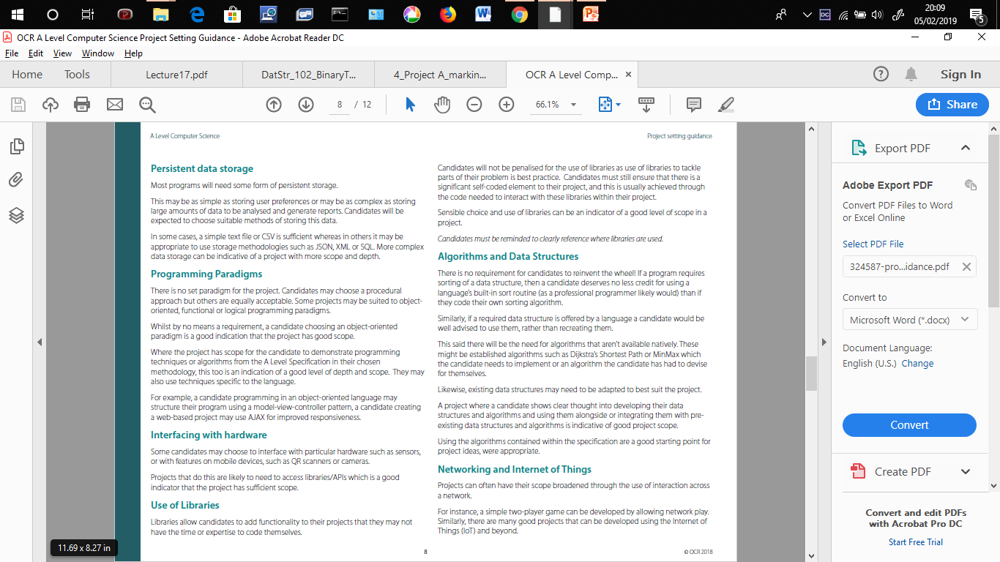 20:09
DC
05/02/2019
5
OCR A Level Computer Science Project Setting Guidance - Adobe Acrobat Reader DC
File Edit View Window Help
Home Tools Lecture17.pdf DatStr_102_BinaryT... 4_Project A_markin... OCR A Level Comp... × Sign In
8 / 12 66.1% Share
A Level Computer Science
Project setting guidance
Persistent data storage
Most programs will need some form of persistent storage.
This may be as simple as storing user preferences or may be as complex as storing
large amounts of data to be analysed and generate reports. Candidates will be
expected to choose suitable methods of storing this data.
In some cases, a simple text file or CSV is sufficient whereas in others it may be
appropriate to use storage methodologies such as JSON, XML or SQL. More complex
data storage can be indicative of a project with more scope and depth.
Programming Paradigms
There is no set paradigm for the project. Candidates may choose a procedural
approach but others are equally acceptable. Some projects may be suited to object-
oriented, functional or logical programming paradigms.
Whilst by no means a requirement, a candidate choosing an object-oriented
paradigm is a good indication that the project has good scope.
Where the project has scope for the candidate to demonstrate programming
techniques or algorithms from the A Level Specification in their chosen
methodology, this too is an indication of a good level of depth and scope. They may
also use techniques specific to the language.
For example, a candidate programming in an object-oriented language may
structure their program using a model-view-controller pattern, a candidate creating
a web-based project may use AJAX for improved responsiveness.
Interfacing with hardware
Some candidates may choose to interface with particular hardware such as sensors,
or with features on mobile devices, such as QR scanners or cameras.
Projects that do this are likely to need to access libraries/APIs which is a good
indicator that the project has sufficient scope.
Use of Libraries
Libraries allow candidates to add functionality to their projects that they may not
have the time or expertise to code themselves.
Candidates will not be penalised for the use of libraries as use of libraries to tackle
parts of their problem is best practice. Candidates must still ensure that there is a
significant self-coded element to their project, and this is usually achieved through
the code needed to interact with these libraries within their project.
Sensible choice and use of libraries can be an indicator of a good level of scope in a
project.
Candidates must be reminded to clearly reference where libraries are used.
Algorithms and Data Structures
There is no requirement for candidates to reinvent the wheel! If a program requires
sorting of a data structure, then a candidate deserves no less credit for using a
language's built-in sort routine (as a professional programmer likely would) than if
they code their own sorting algorithm.
Similarly, if a required data structure is offered by a language a candidate would be
well advised to use them, rather than recreating them.
This said there will be the need for algorithms that aren't available natively. These
might be established algorithms such as Dijkstra's Shortest Path or MinMax which
the candidate needs to implement or an algorithm the candidate has had to devise
for themselves.
Likewise, existing data structures may need to be adapted to best suit the project.
A project where a candidate shows clear thought into developing their data
structures and algorithms and using them alongside or integrating them with pre-
existing data structures and algorithms is indicative of good project scope.
Using the algorithms contained within the specification are a good starting point for
project ideas, were appropriate.
Networking and Internet of Things
Projects can often have their scope broadened through the use of interaction across
a network.
For instance, a simple two-player game can be developed by allowing network play.
Similarly, there are many good projects that can be developed using the Internet of
Things (IoT) and beyond.
11.69 x 8.27 in
8
© OCR 2018
Export PDF
Adobe Export PDF
Convert PDF Files to Word
or Excel Online
Select PDF File
324587-pro...idance.pdf
Convert to
Microsoft Word (*.docx)
Document Language:
English (U.S.) Change
Convert
Create PDF
Convert and edit PDFs
with Acrobat Pro DC
Start Free Trial